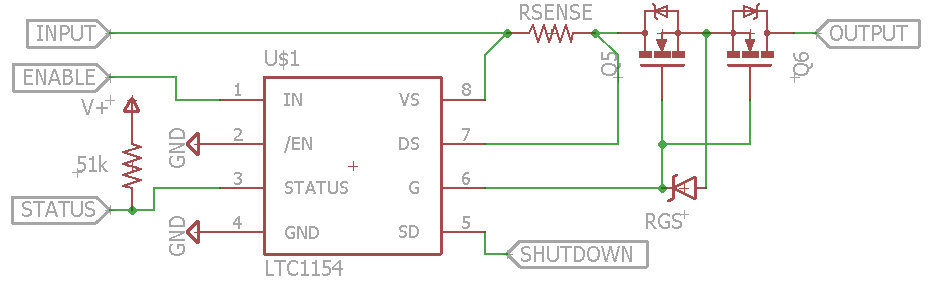 RSENSE
INPUT
OUTPUT
Q5
Q6
U$1
ENABLE
1 IN VS 8
V+
GND 2 /EN DS 7
51k
3 STATUS G 6
STATUS
RGS
GND 4 GND SD 5
SHUTDOWN
LTC1154